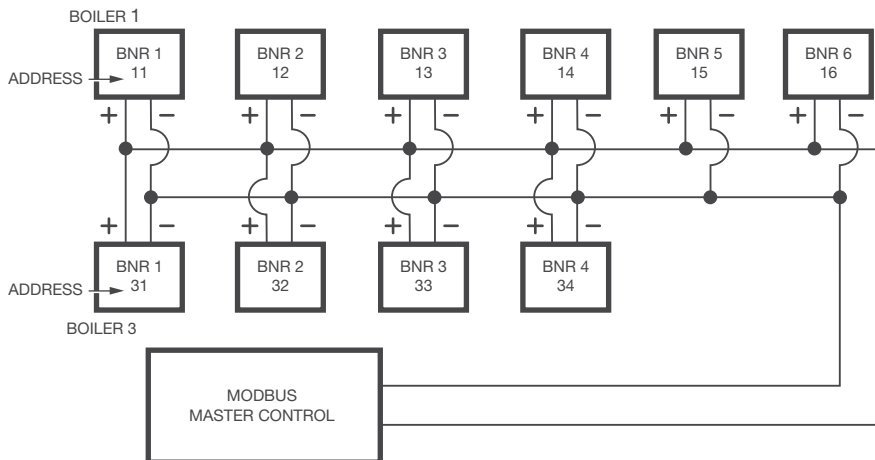 BOILER 1
BNR 1
11
BNR 2
12
BNR 3
13
BNR 4
14
BNR 5
15
BNR 6
16
ADDRESS
+ −
+ −
+ −
+ −
+ −
+ −
+ −
+ −
+ −
+ −
BNR 1
31
BNR 2
32
BNR 3
33
BNR 4
34
ADDRESS
BOILER 3
MODBUS
MASTER CONTROL